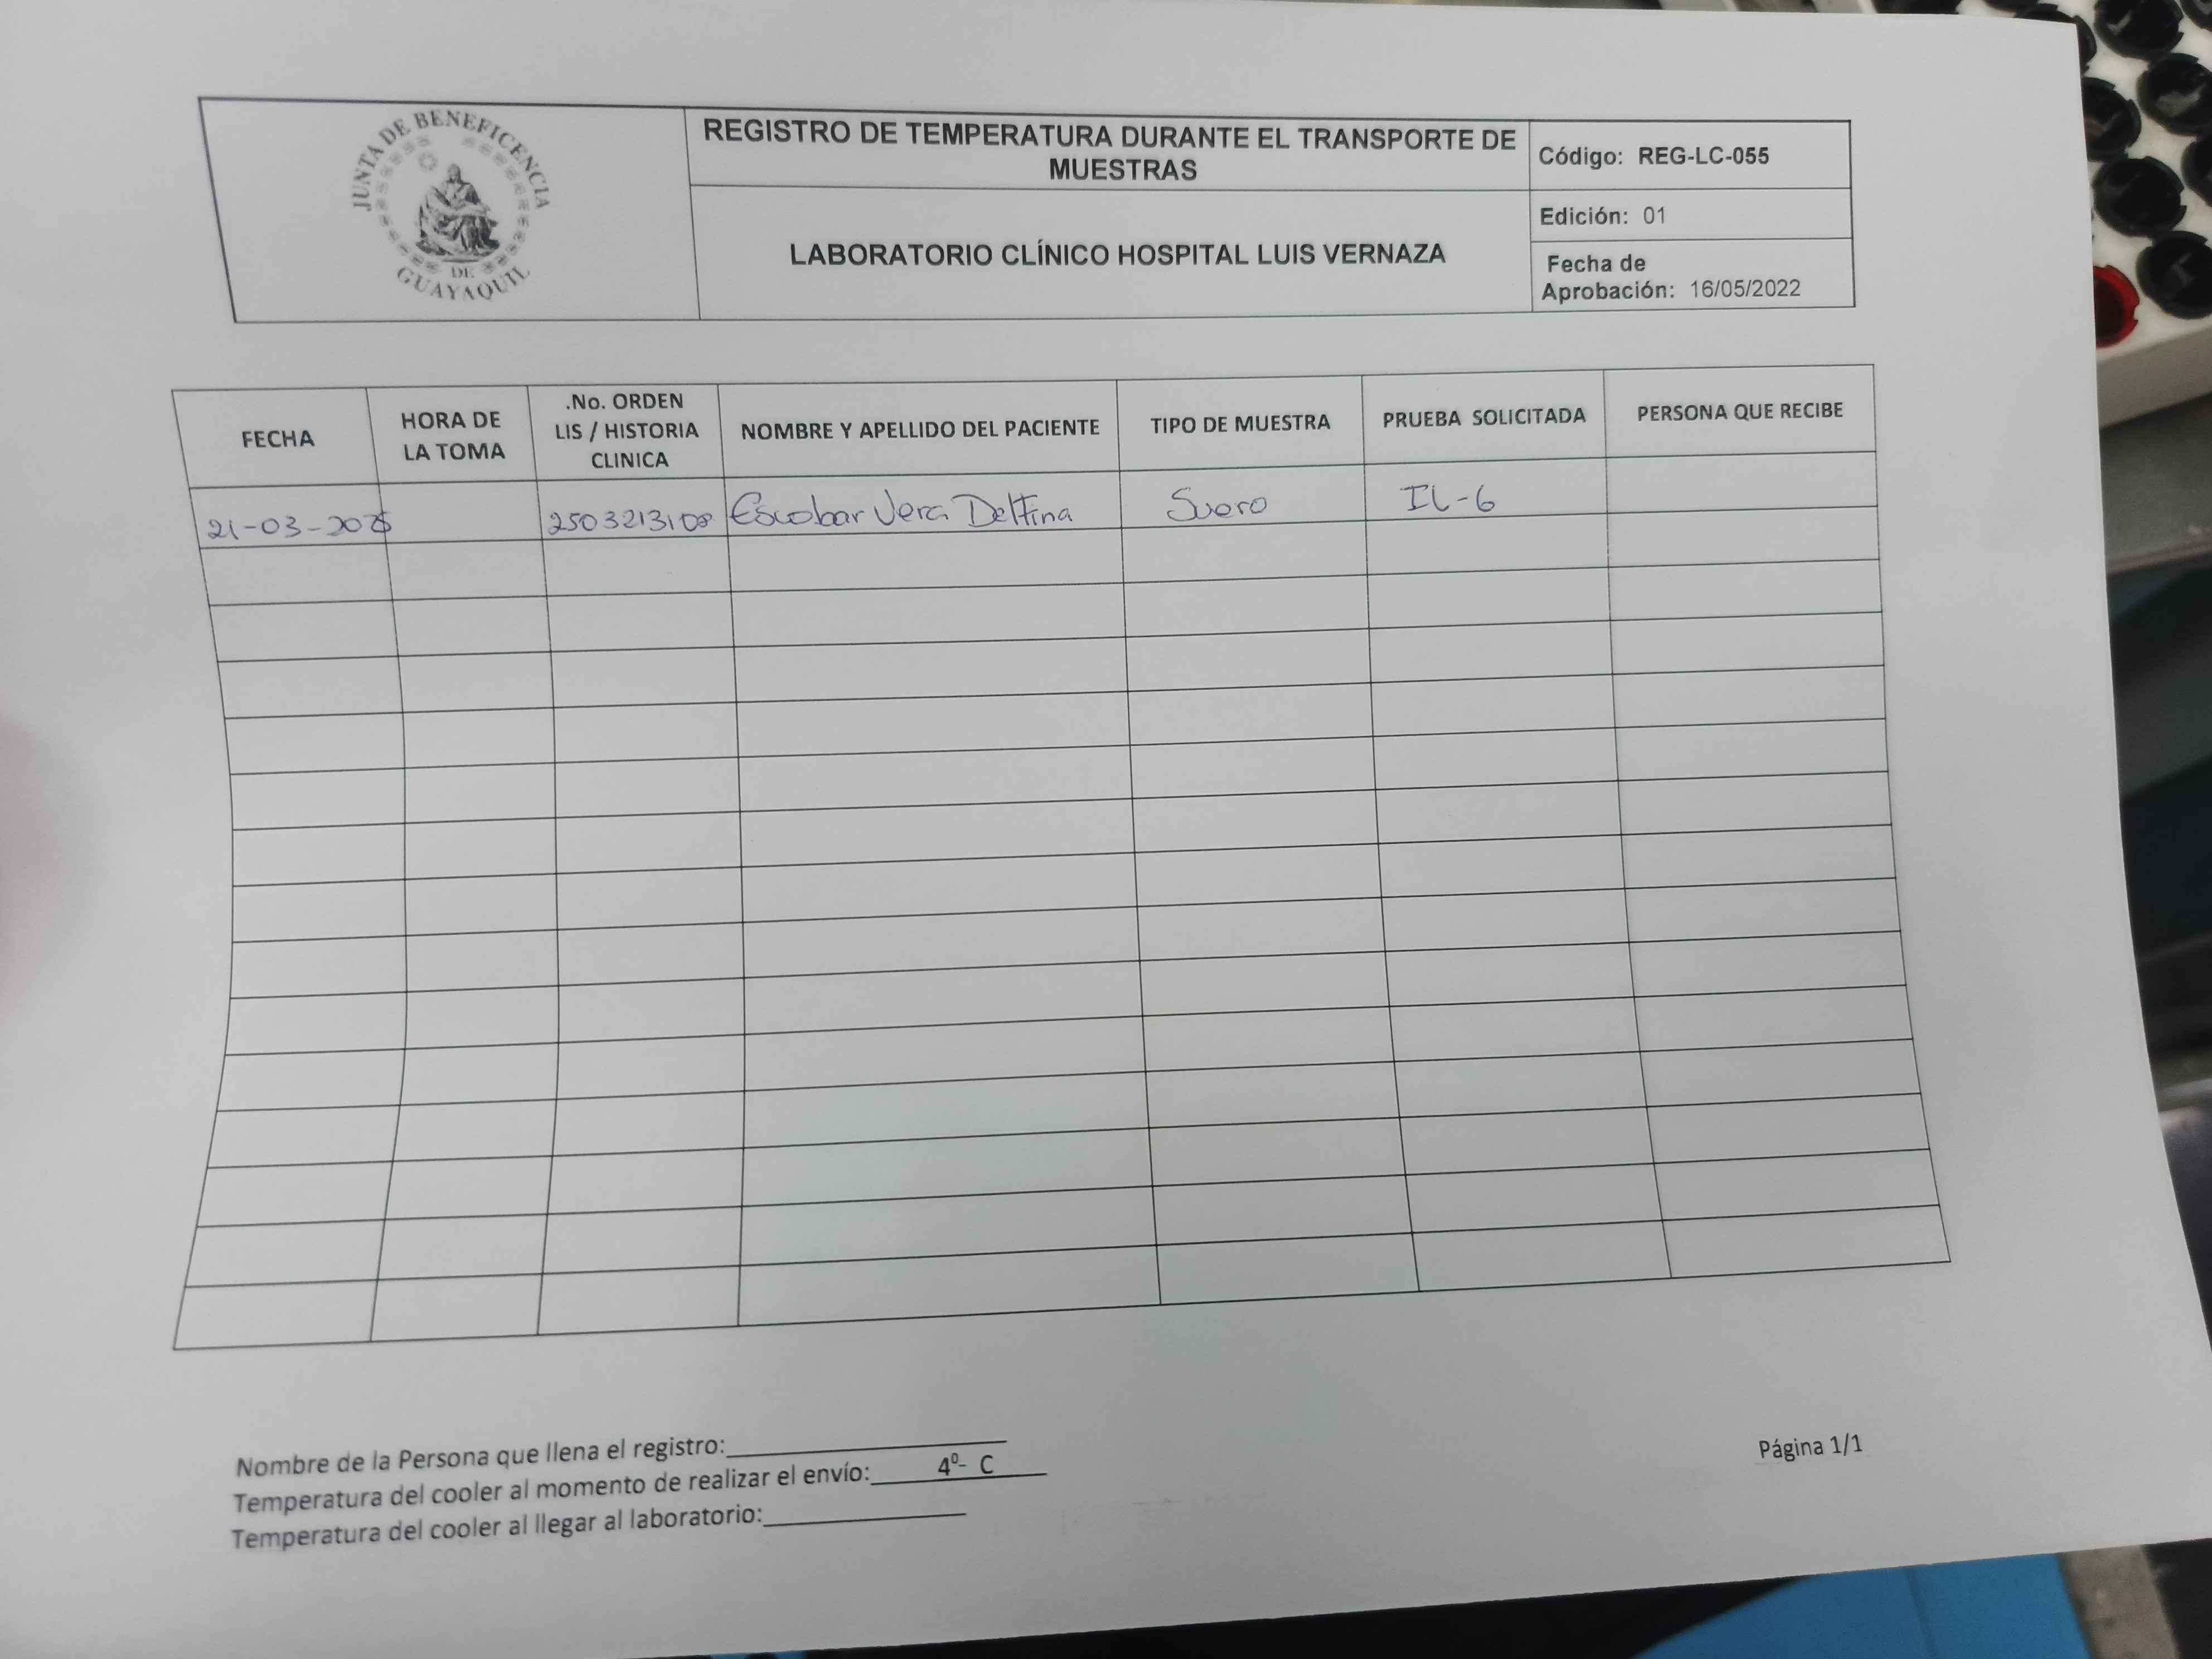 JUNTA DE BENEFICENCIA
DE
GUAYAQUIL
REGISTRO DE TEMPERATURA DURANTE EL TRANSPORTE DE
MUESTRAS
LABORATORIO CLÍNICO HOSPITAL LUIS VERNAZA
Código: REG-LC-055
Edición: 01
Fecha de
Aprobación: 16/05/2022
FECHA
HORA DE
LA TOMA
.No. ORDEN
LIS / HISTORIA
CLINICA
NOMBRE Y APELLIDO DEL PACIENTE
TIPO DE MUESTRA
PRUEBA SOLICITADA
PERSONA QUE RECIBE
21-03-2025 2503213108 Escobar Vera Delfina Suero IL-6
Nombre de la Persona que llena el registro:
Temperatura del cooler al momento de realizar el envío: 4º- C
Temperatura del cooler al llegar al laboratorio:
Página 1/1